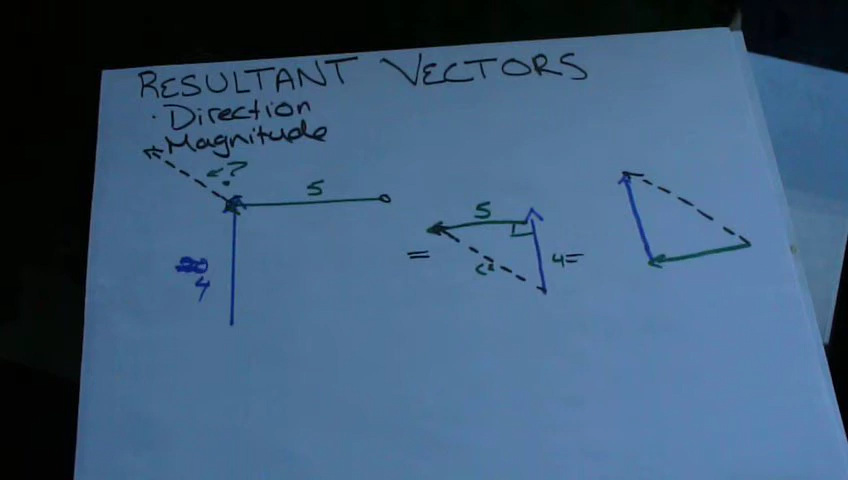 RESULTANT VECTORS
· Direction
· Magnitude
?
5
4
=
5
4=